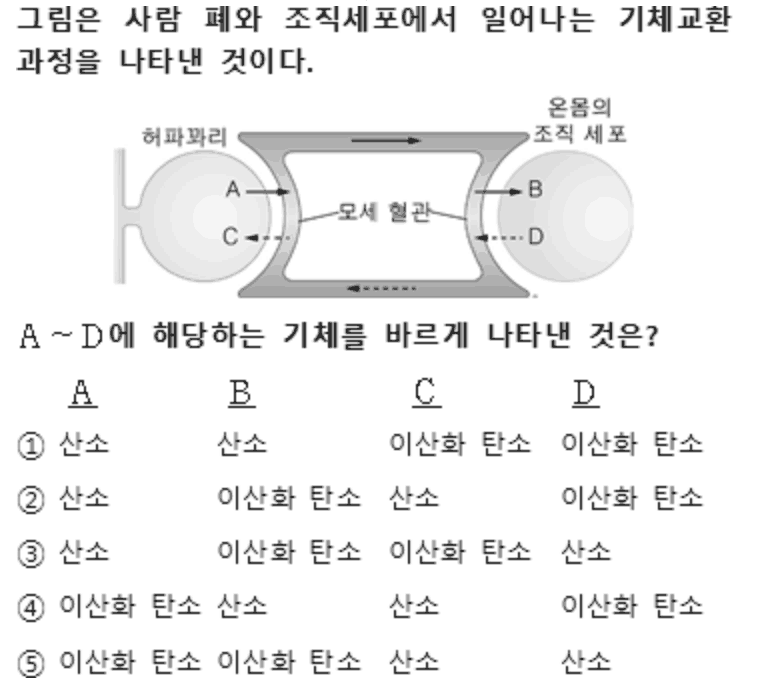 그림은 사람 폐와 조직세포에서 일어나는 기체교환
과정을 나타낸 것이다.
온몸의
허파꽈리
조직 세포
A
B
모세 혈관
C
D
A ~ D에 해당하는 기체를 바르게 나타낸 것은?
A B C D
① 산소 산소 이산화 탄소 이산화 탄소
② 산소 이산화 탄소 산소 이산화 탄소
③ 산소 이산화 탄소 이산화 탄소 산소
④ 이산화 탄소 산소 산소 이산화 탄소
⑤ 이산화 탄소 이산화 탄소 산소 산소